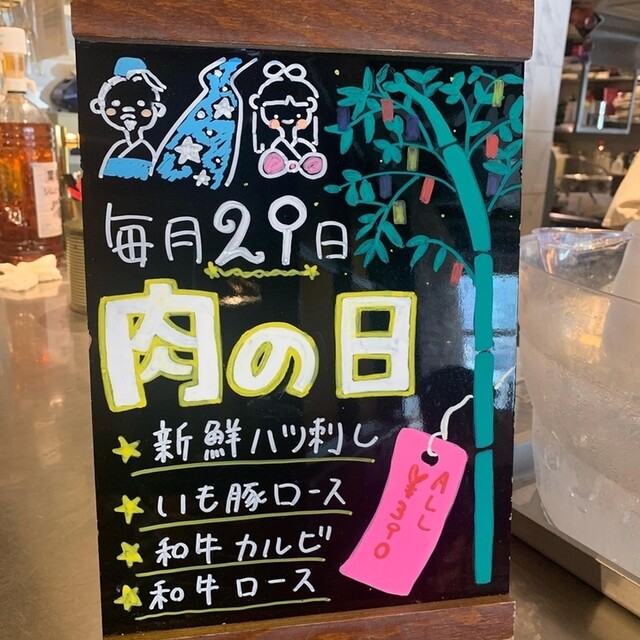 毎月29日
肉の日
新鮮ハツ刺し
いも豚ロース
和牛カルビ
和牛ロース
ALL
¥390